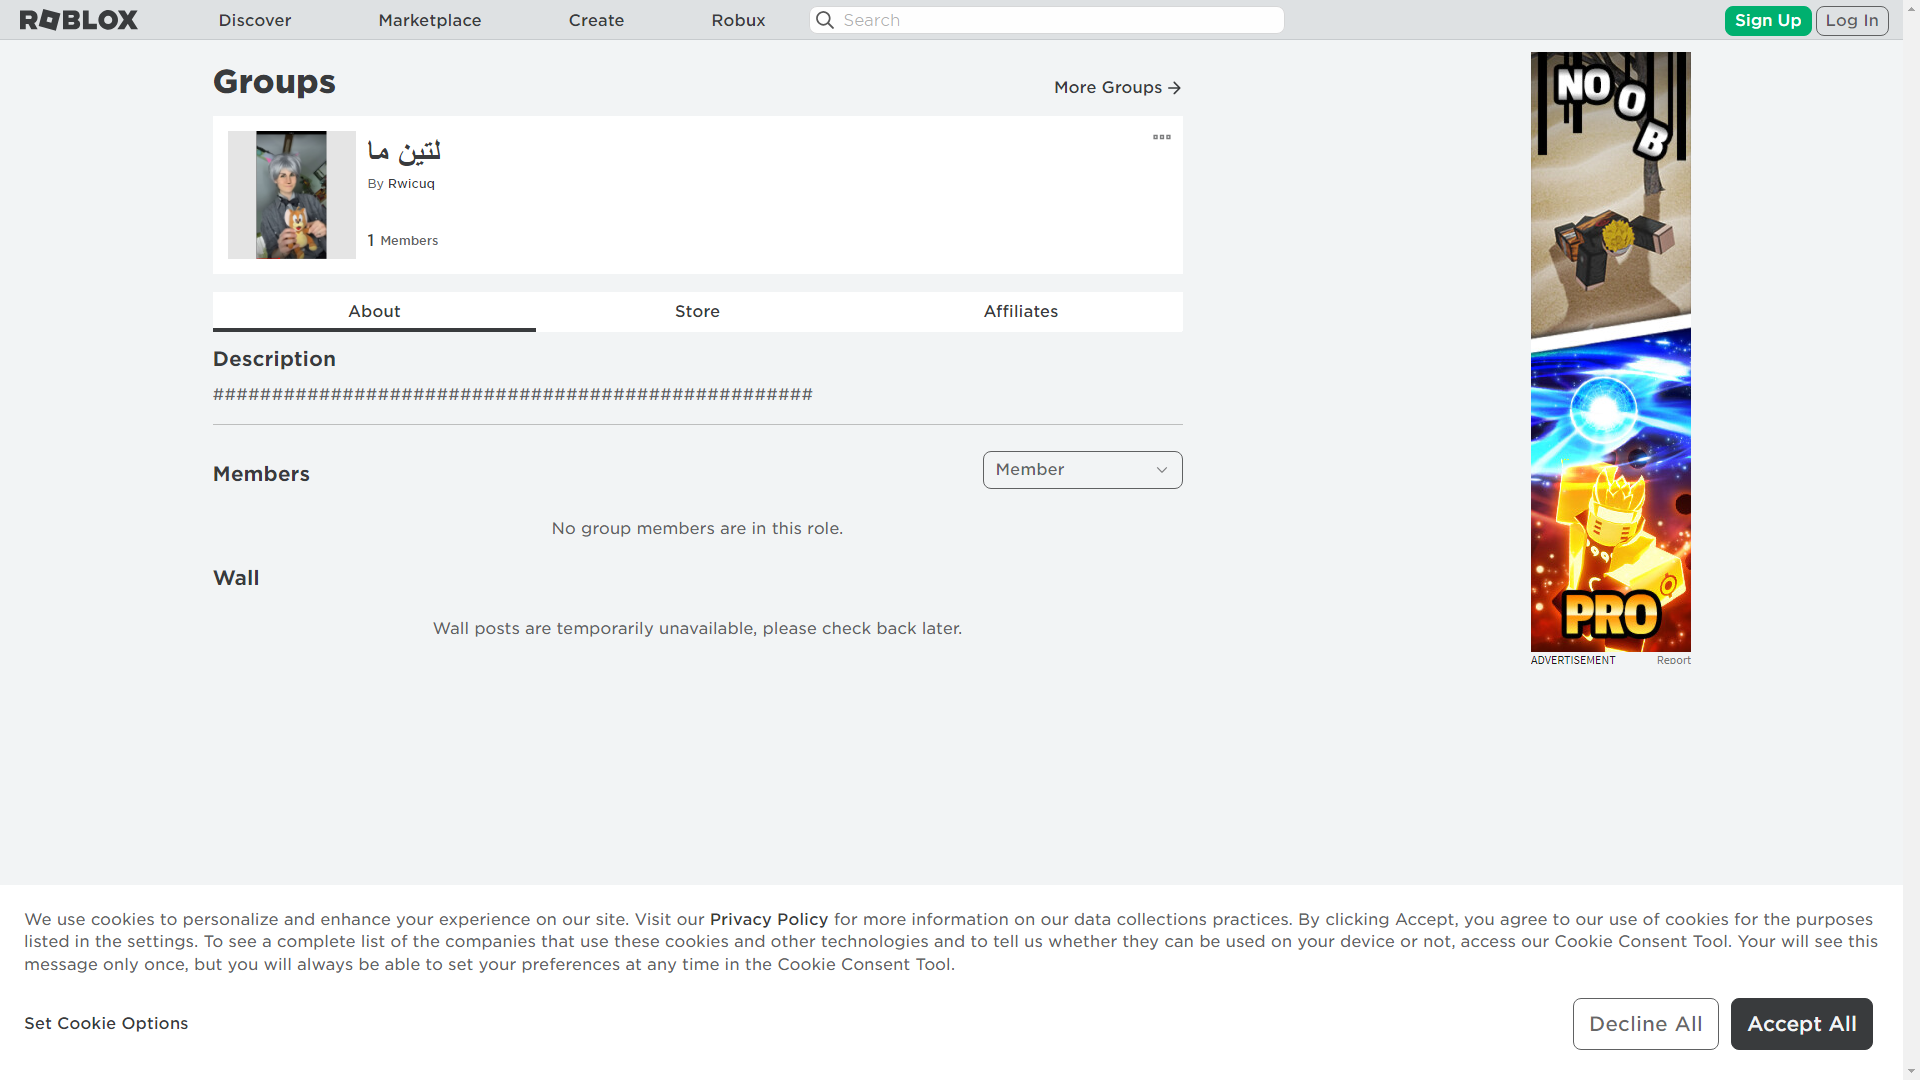 ROBLOX
Discover
Marketplace
Create
Robux
Search
Sign Up
Log In
Groups
More Groups
لتين ما
By Rwicuq
1 Members
About
Store
Affiliates
Description
###################################################
Members
Member
No group members are in this role.
Wall
Wall posts are temporarily unavailable, please check back later.
NOOB
PRO
ADVERTISEMENT
Report
We use cookies to personalize and enhance your experience on our site. Visit our Privacy Policy for more information on our data collections practices. By clicking Accept, you agree to our use of cookies for the purposes
listed in the settings. To see a complete list of the companies that use these cookies and other technologies and to tell us whether they can be used on your device or not, access our Cookie Consent Tool. Your will see this
message only once, but you will always be able to set your preferences at any time in the Cookie Consent Tool.
Set Cookie Options
Decline All
Accept All